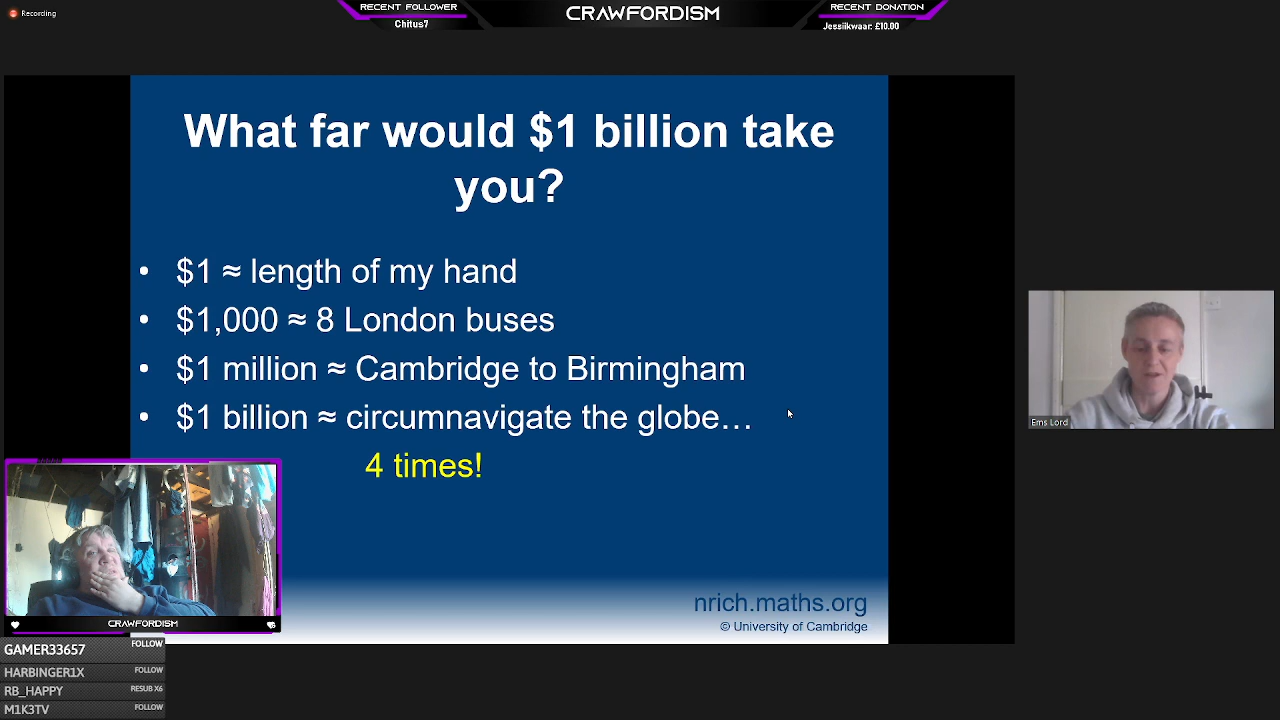 Recording
RECENT FOLLOWER
Chitus7
CRAWFORDISM
RECENT DONATION
Jessiikwaar: £10.00
What far would $1 billion take
you?
• $1 ≈ length of my hand
• $1,000 ≈ 8 London buses
• $1 million ≈ Cambridge to Birmingham
• $1 billion ≈ circumnavigate the globe…
4 times!
Ems Lord
nrich.maths.org
© University of Cambridge
CRAWFORDISM
GAMER33657 FOLLOW
HARBINGER1X FOLLOW
RB_HAPPY RESUB X6
M1K3TV FOLLOW